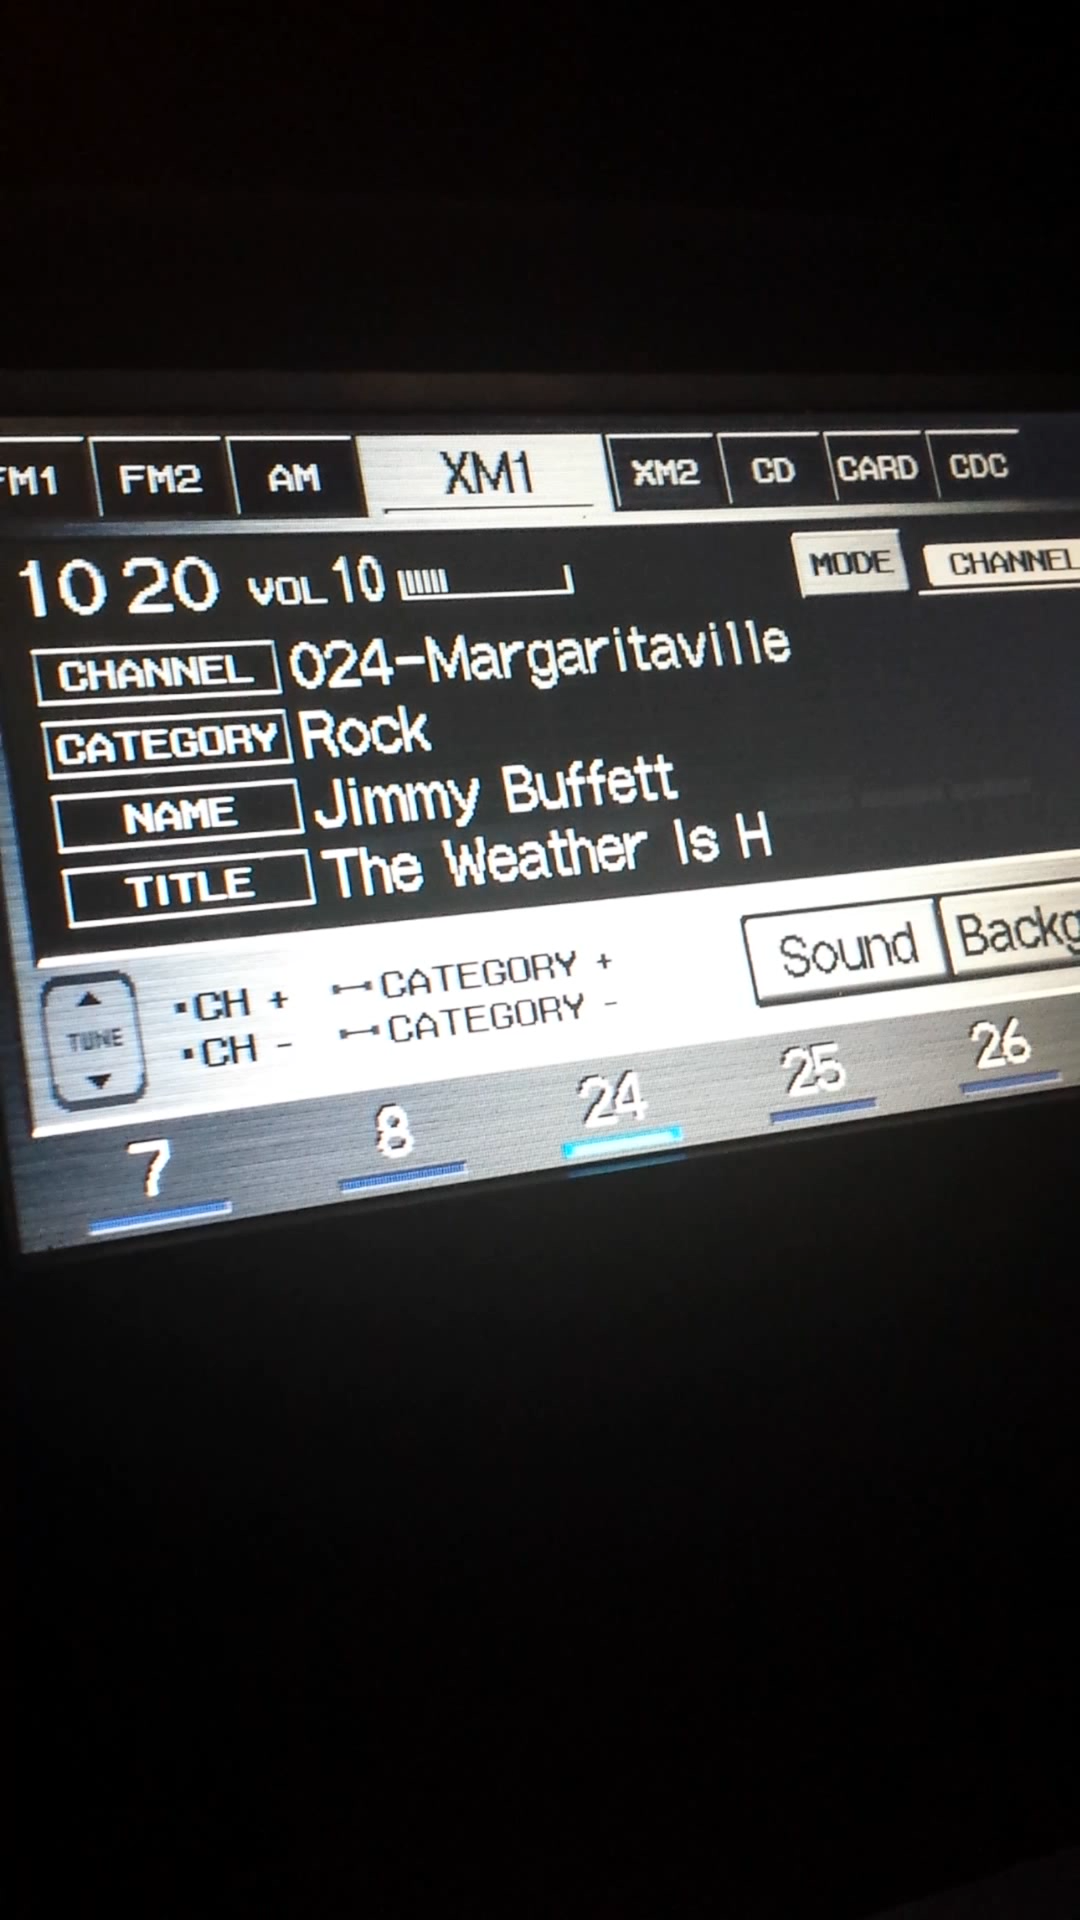 FM1 FM2 AM XM1 XM2 CD CARD CDC
10 20 VOL 10 MODE CHANNEL
CHANNEL 024-Margaritaville
CATEGORY Rock
NAME Jimmy Buffett
TITLE The Weather Is H
Sound Backg
TUNE ▪CH + CATEGORY +
▪CH - CATEGORY -
7 8 24 25 26